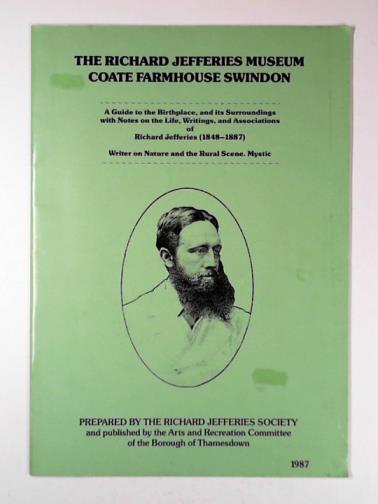 THE RICHARD JEFFERIES MUSEUM
COATE FARMHOUSE SWINDON
A Guide to the Birthplace, and its Surroundings
with Notes on the Life, Writings, and Associations
of
Richard Jefferies (1848–1887)
Writer on Nature and the Rural Scene. Mystic
PREPARED BY THE RICHARD JEFFERIES SOCIETY
and published by the Arts and Recreation Committee
of the Borough of Thamesdown
1987